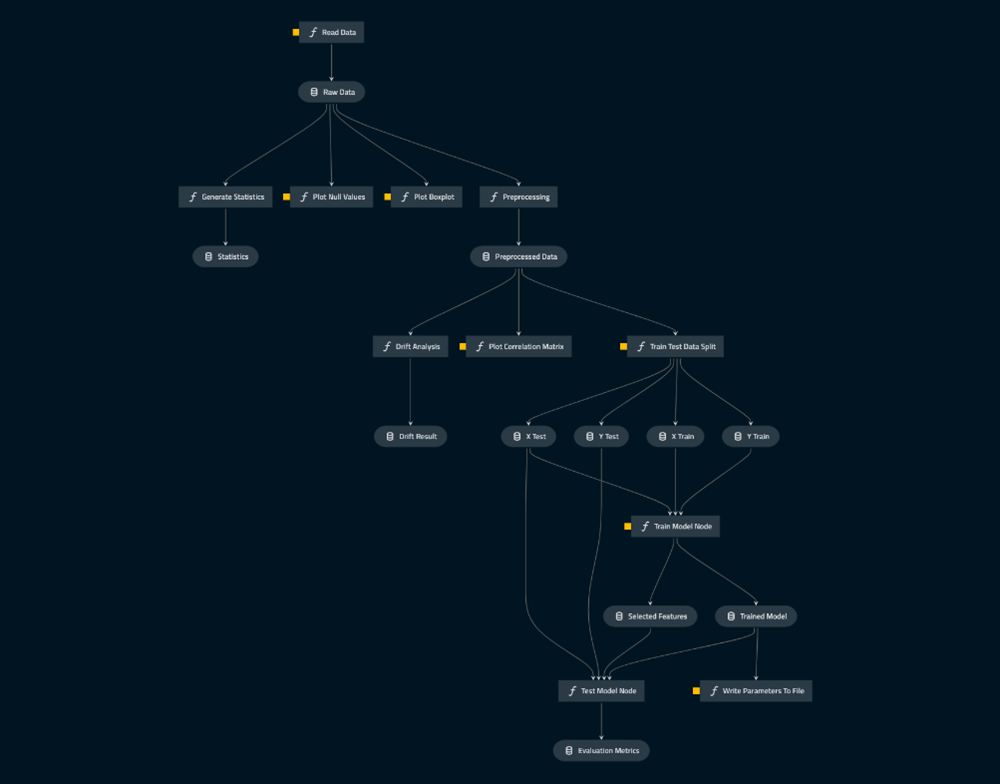 Read Data
Raw Data
Generate Statistics
Plot Null Values
Plot Boxplot
Preprocessing
Statistics
Preprocessed Data
Drift Analysis
Plot Correlation Matrix
Train Test Data Split
Drift Result
X Test
Y Test
X Train
Y Train
Train Model Node
Selected Features
Trained Model
Test Model Node
Write Parameters To File
Evaluation Metrics